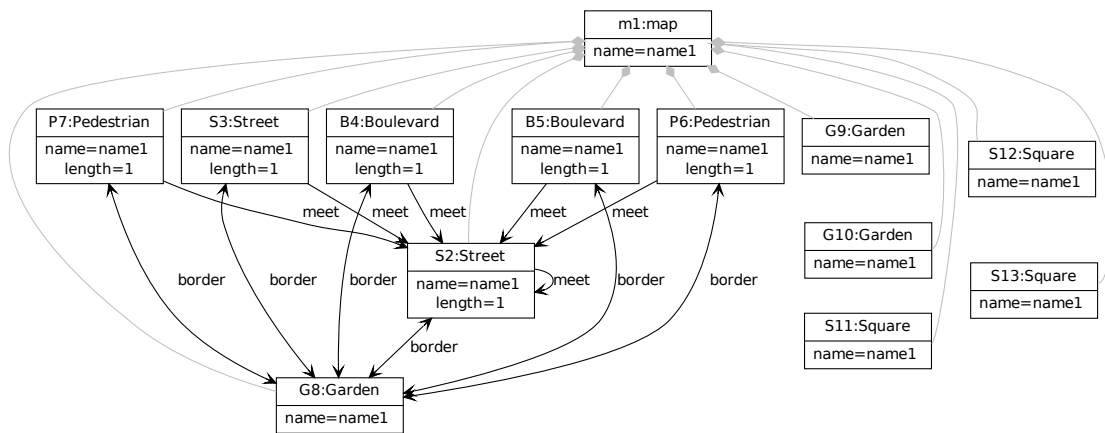 m1:map
name=name1
P7:Pedestrian
name=name1
length=1
S3:Street
name=name1
length=1
B4:Boulevard
name=name1
length=1
B5:Boulevard
name=name1
length=1
P6:Pedestrian
name=name1
length=1
G9:Garden
name=name1
S12:Square
name=name1
meet
meet
meet
meet
meet
S2:Street
name=name1
length=1
meet
G10:Garden
name=name1
border
border
border
border
border
S13:Square
name=name1
S11:Square
name=name1
border
G8:Garden
name=name1